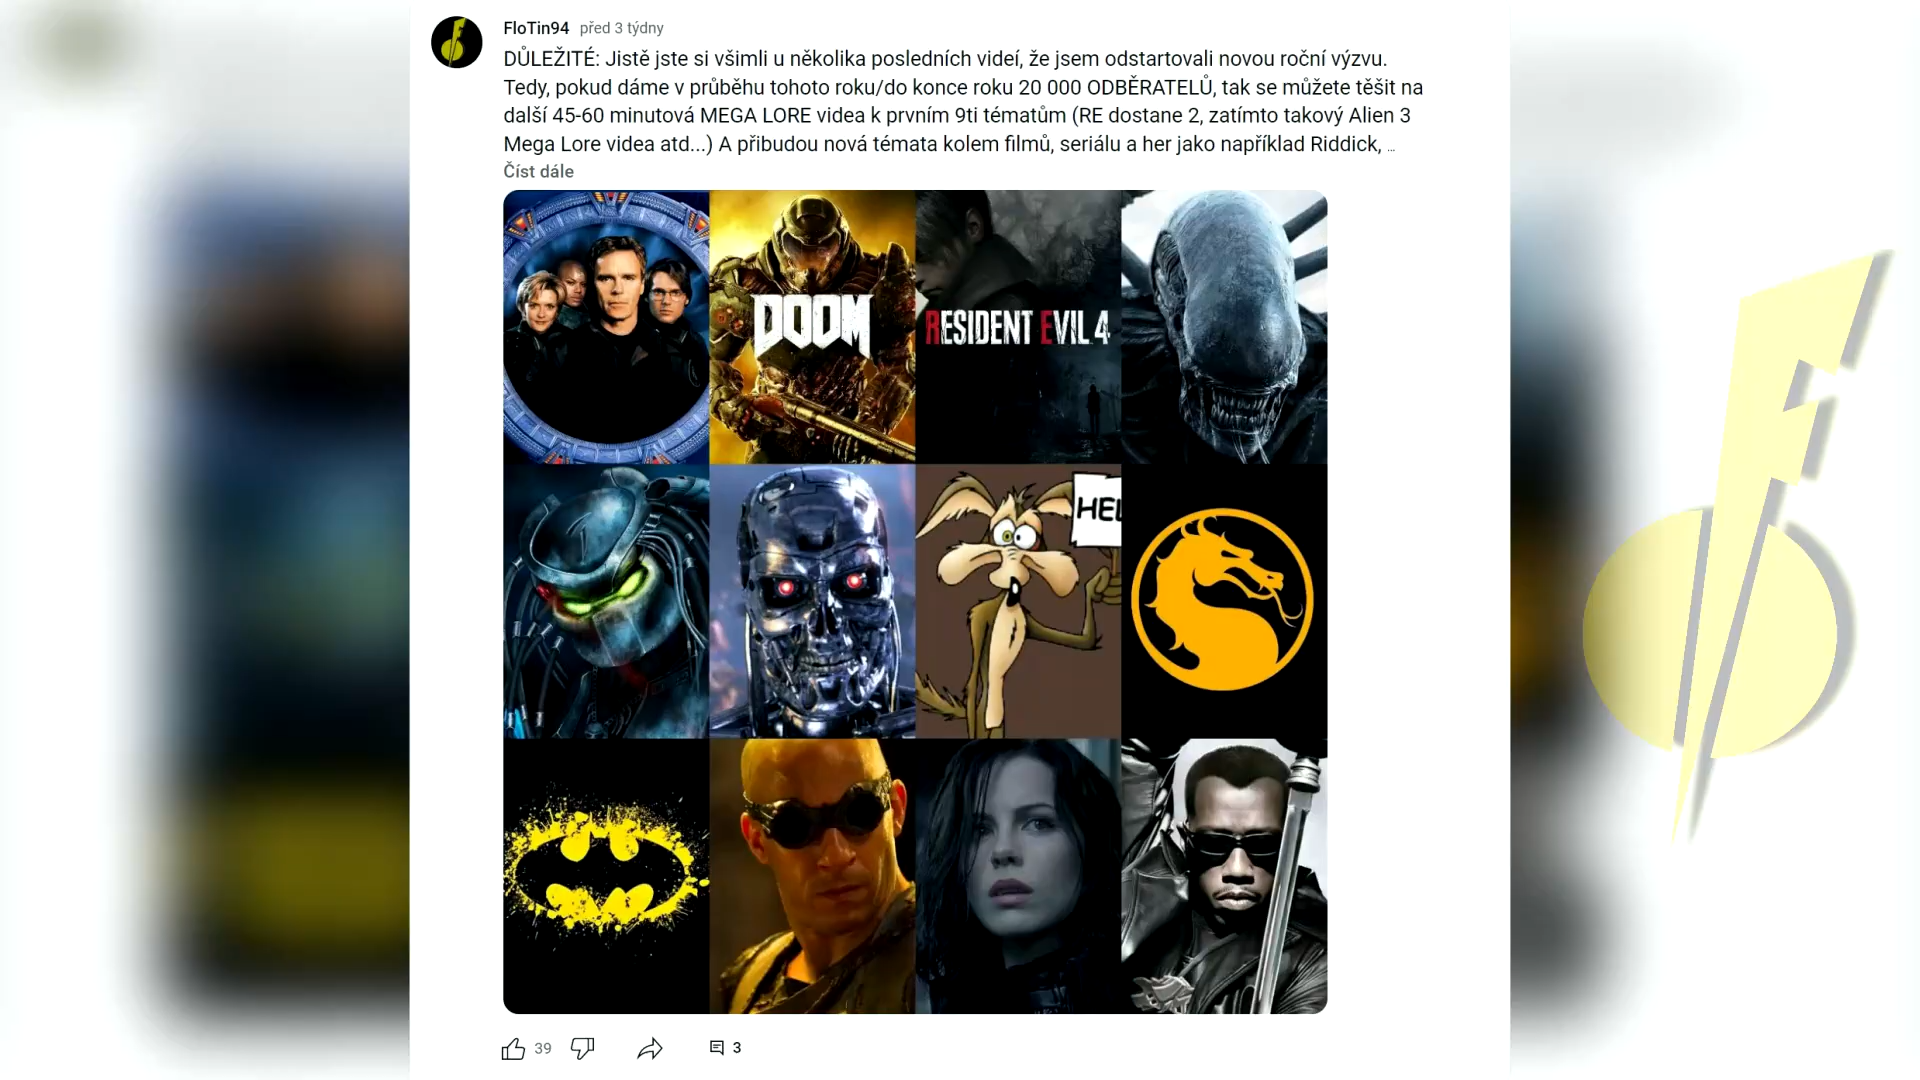 FloTin94 před 3 týdny
DŮLEŽITÉ: Jistě jste si všimli u několika posledních videí, že jsem odstartovali novou roční výzvu.
Tedy, pokud dáme v průběhu tohoto roku/do konce roku 20 000 ODBĚRATELŮ, tak se můžete těšit na
další 45-60 minutová MEGA LORE videa k prvním 9ti tématům (RE dostane 2, zatímto takový Alien 3
Mega Lore videa atd...) A přibudou nová témata kolem filmů, seriálu a her jako například Riddick, ...
Číst dále
DOOM
RESIDENT EVIL 4
HEL
39
3